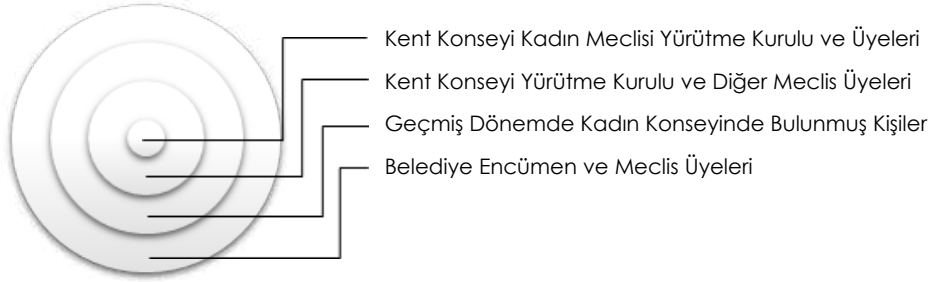 Kent Konseyi Kadın Meclisi Yürütme Kurulu ve Üyeleri
Kent Konseyi Yürütme Kurulu ve Diğer Meclis Üyeleri
Geçmiş Dönemde Kadın Konseyinde Bulunmuş Kişiler
Belediye Encümen ve Meclis Üyeleri